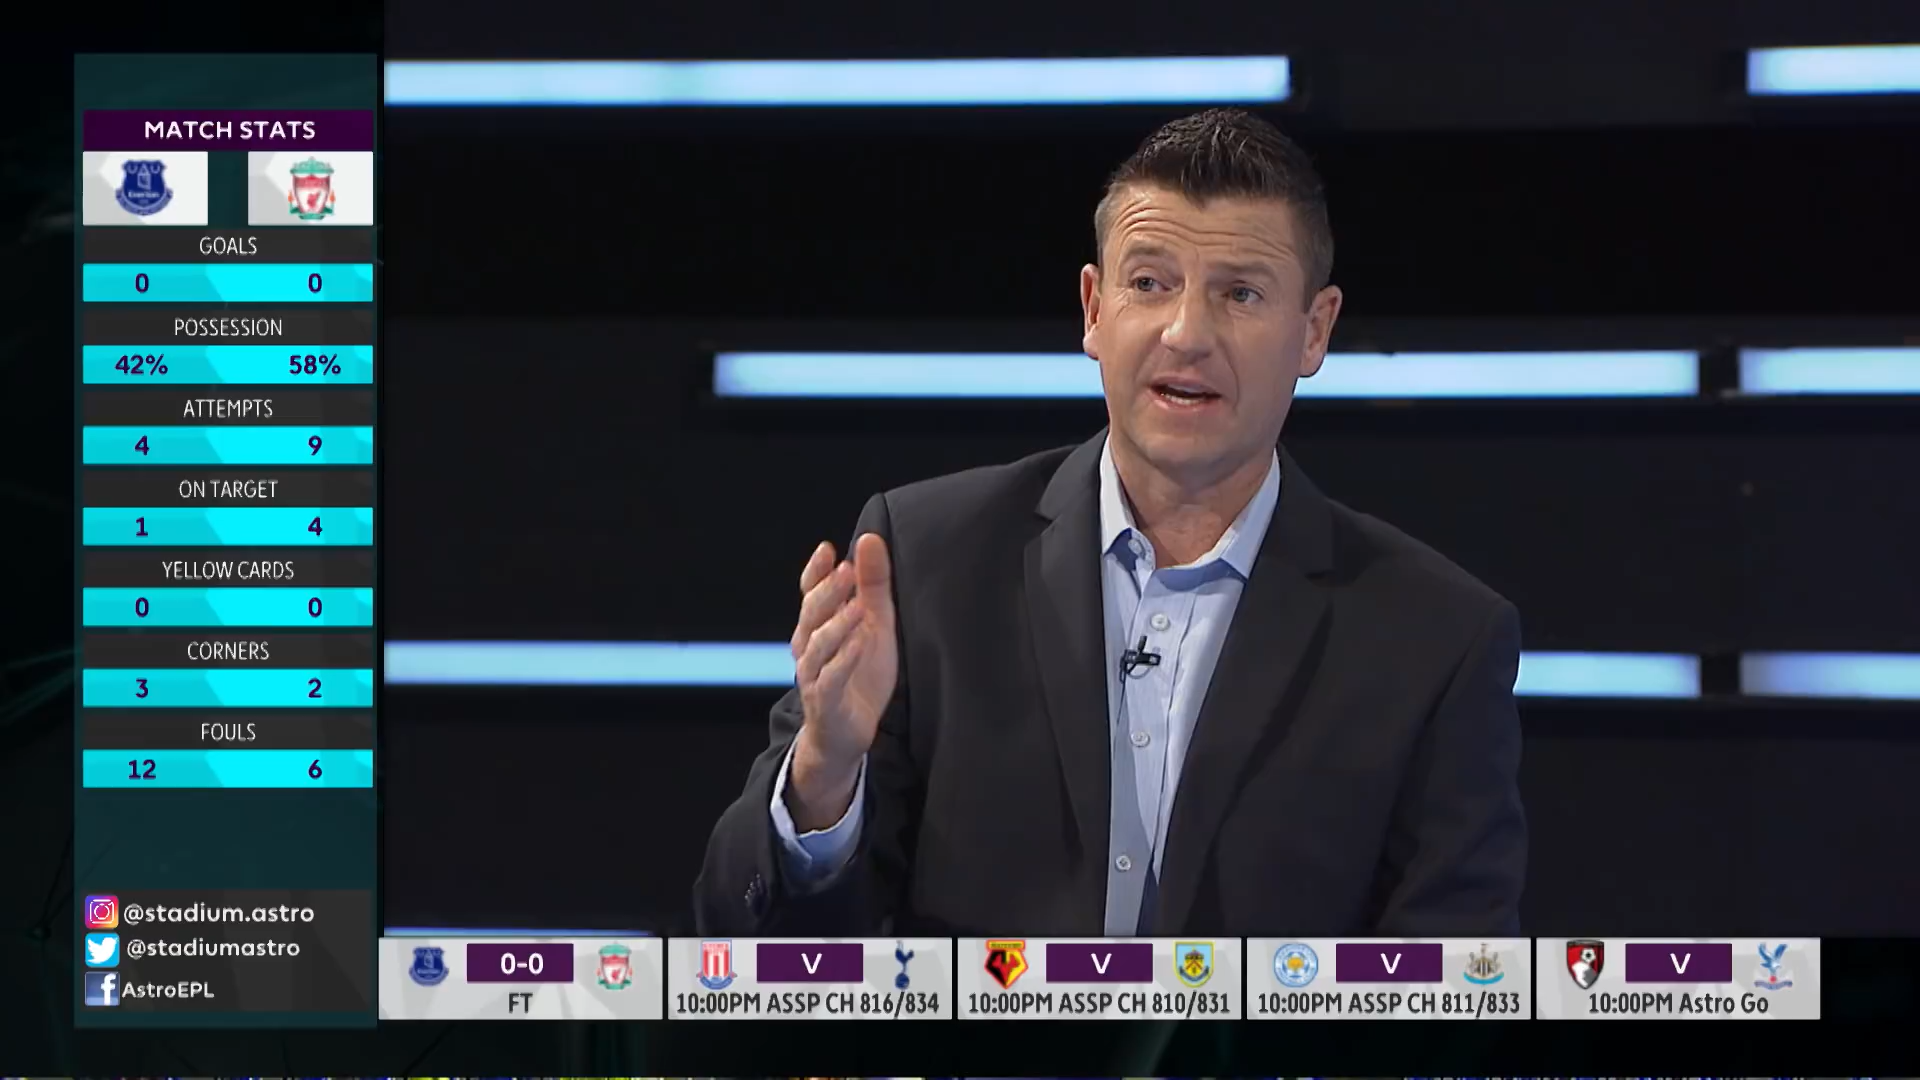 MATCH STATS
Everton
GOALS
0 0
POSSESSION
42% 58%
ATTEMPTS
4 9
ON TARGET
1 4
YELLOW CARDS
0 0
CORNERS
3 2
FOULS
12 6
@stadium.astro
@stadiumastro
AstroEPL
0-0
FT
V
10:00PM ASSP CH 816/834
V
10:00PM ASSP CH 810/831
V
10:00PM ASSP CH 811/833
V
10:00PM Astro Go